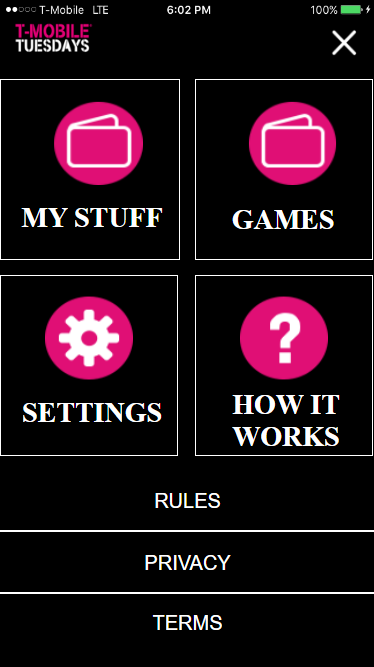 T-Mobile LTE 6:02 PM 100%
T-MOBILE
TUESDAYS
MY STUFF
GAMES
SETTINGS
HOW IT
WORKS
RULES
PRIVACY
TERMS